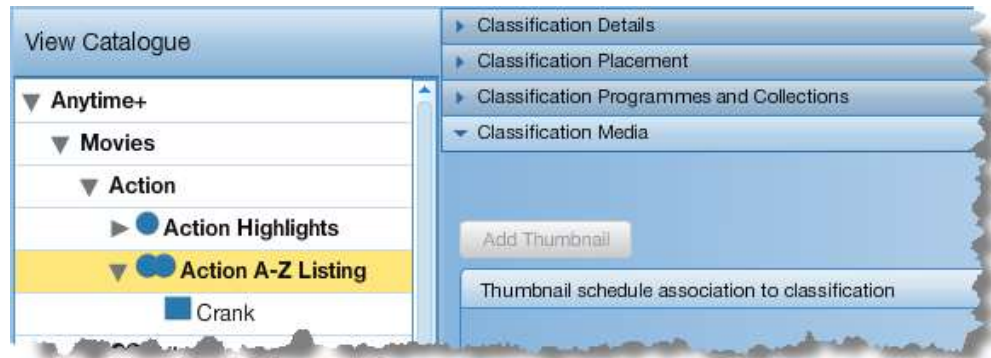 View Catalogue
Anytime+
Movies
Action
Action Highlights
Action A-Z Listing
Crank
Classification Details
Classification Placement
Classification Programmes and Collections
Classification Media
Add Thumbnail
Thumbnail schedule association to classification